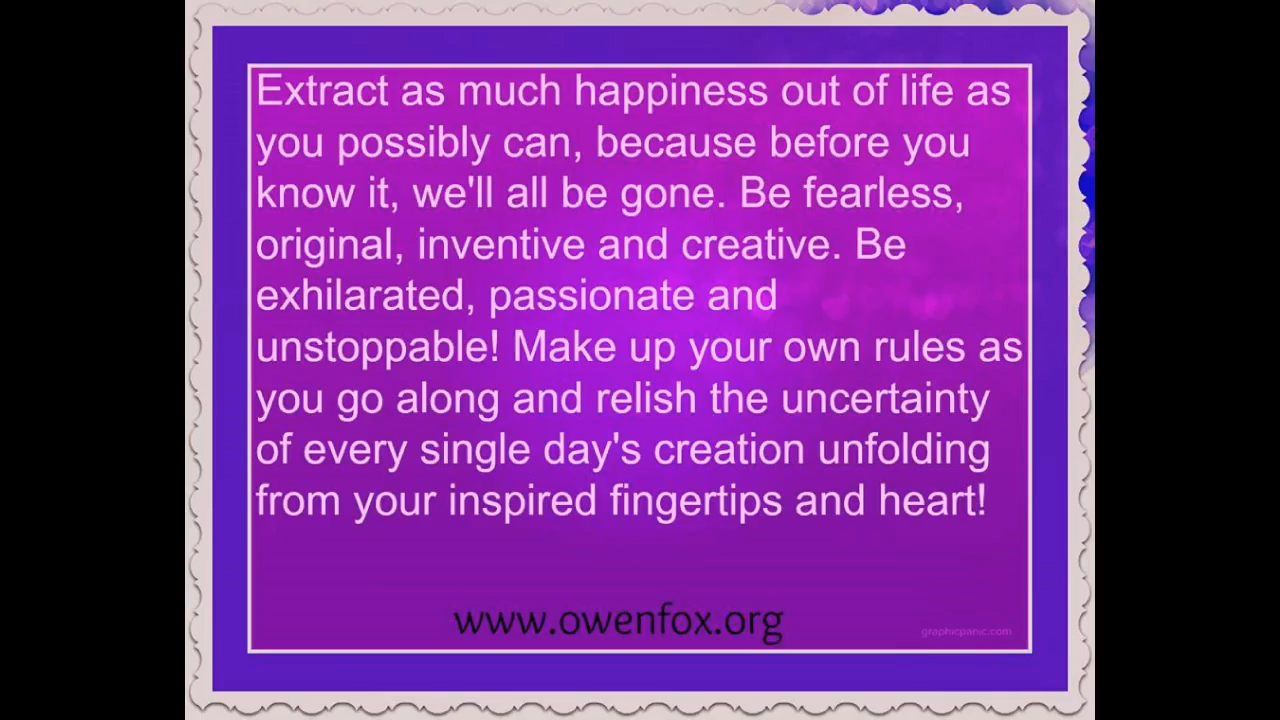 Extract as much happiness out of life as
you possibly can, because before you
know it, we'll all be gone. Be fearless,
original, inventive and creative. Be
exhilarated, passionate and
unstoppable! Make up your own rules as
you go along and relish the uncertainty
of every single day's creation unfolding
from your inspired fingertips and heart!
www.owenfox.org
graphicpanic.com